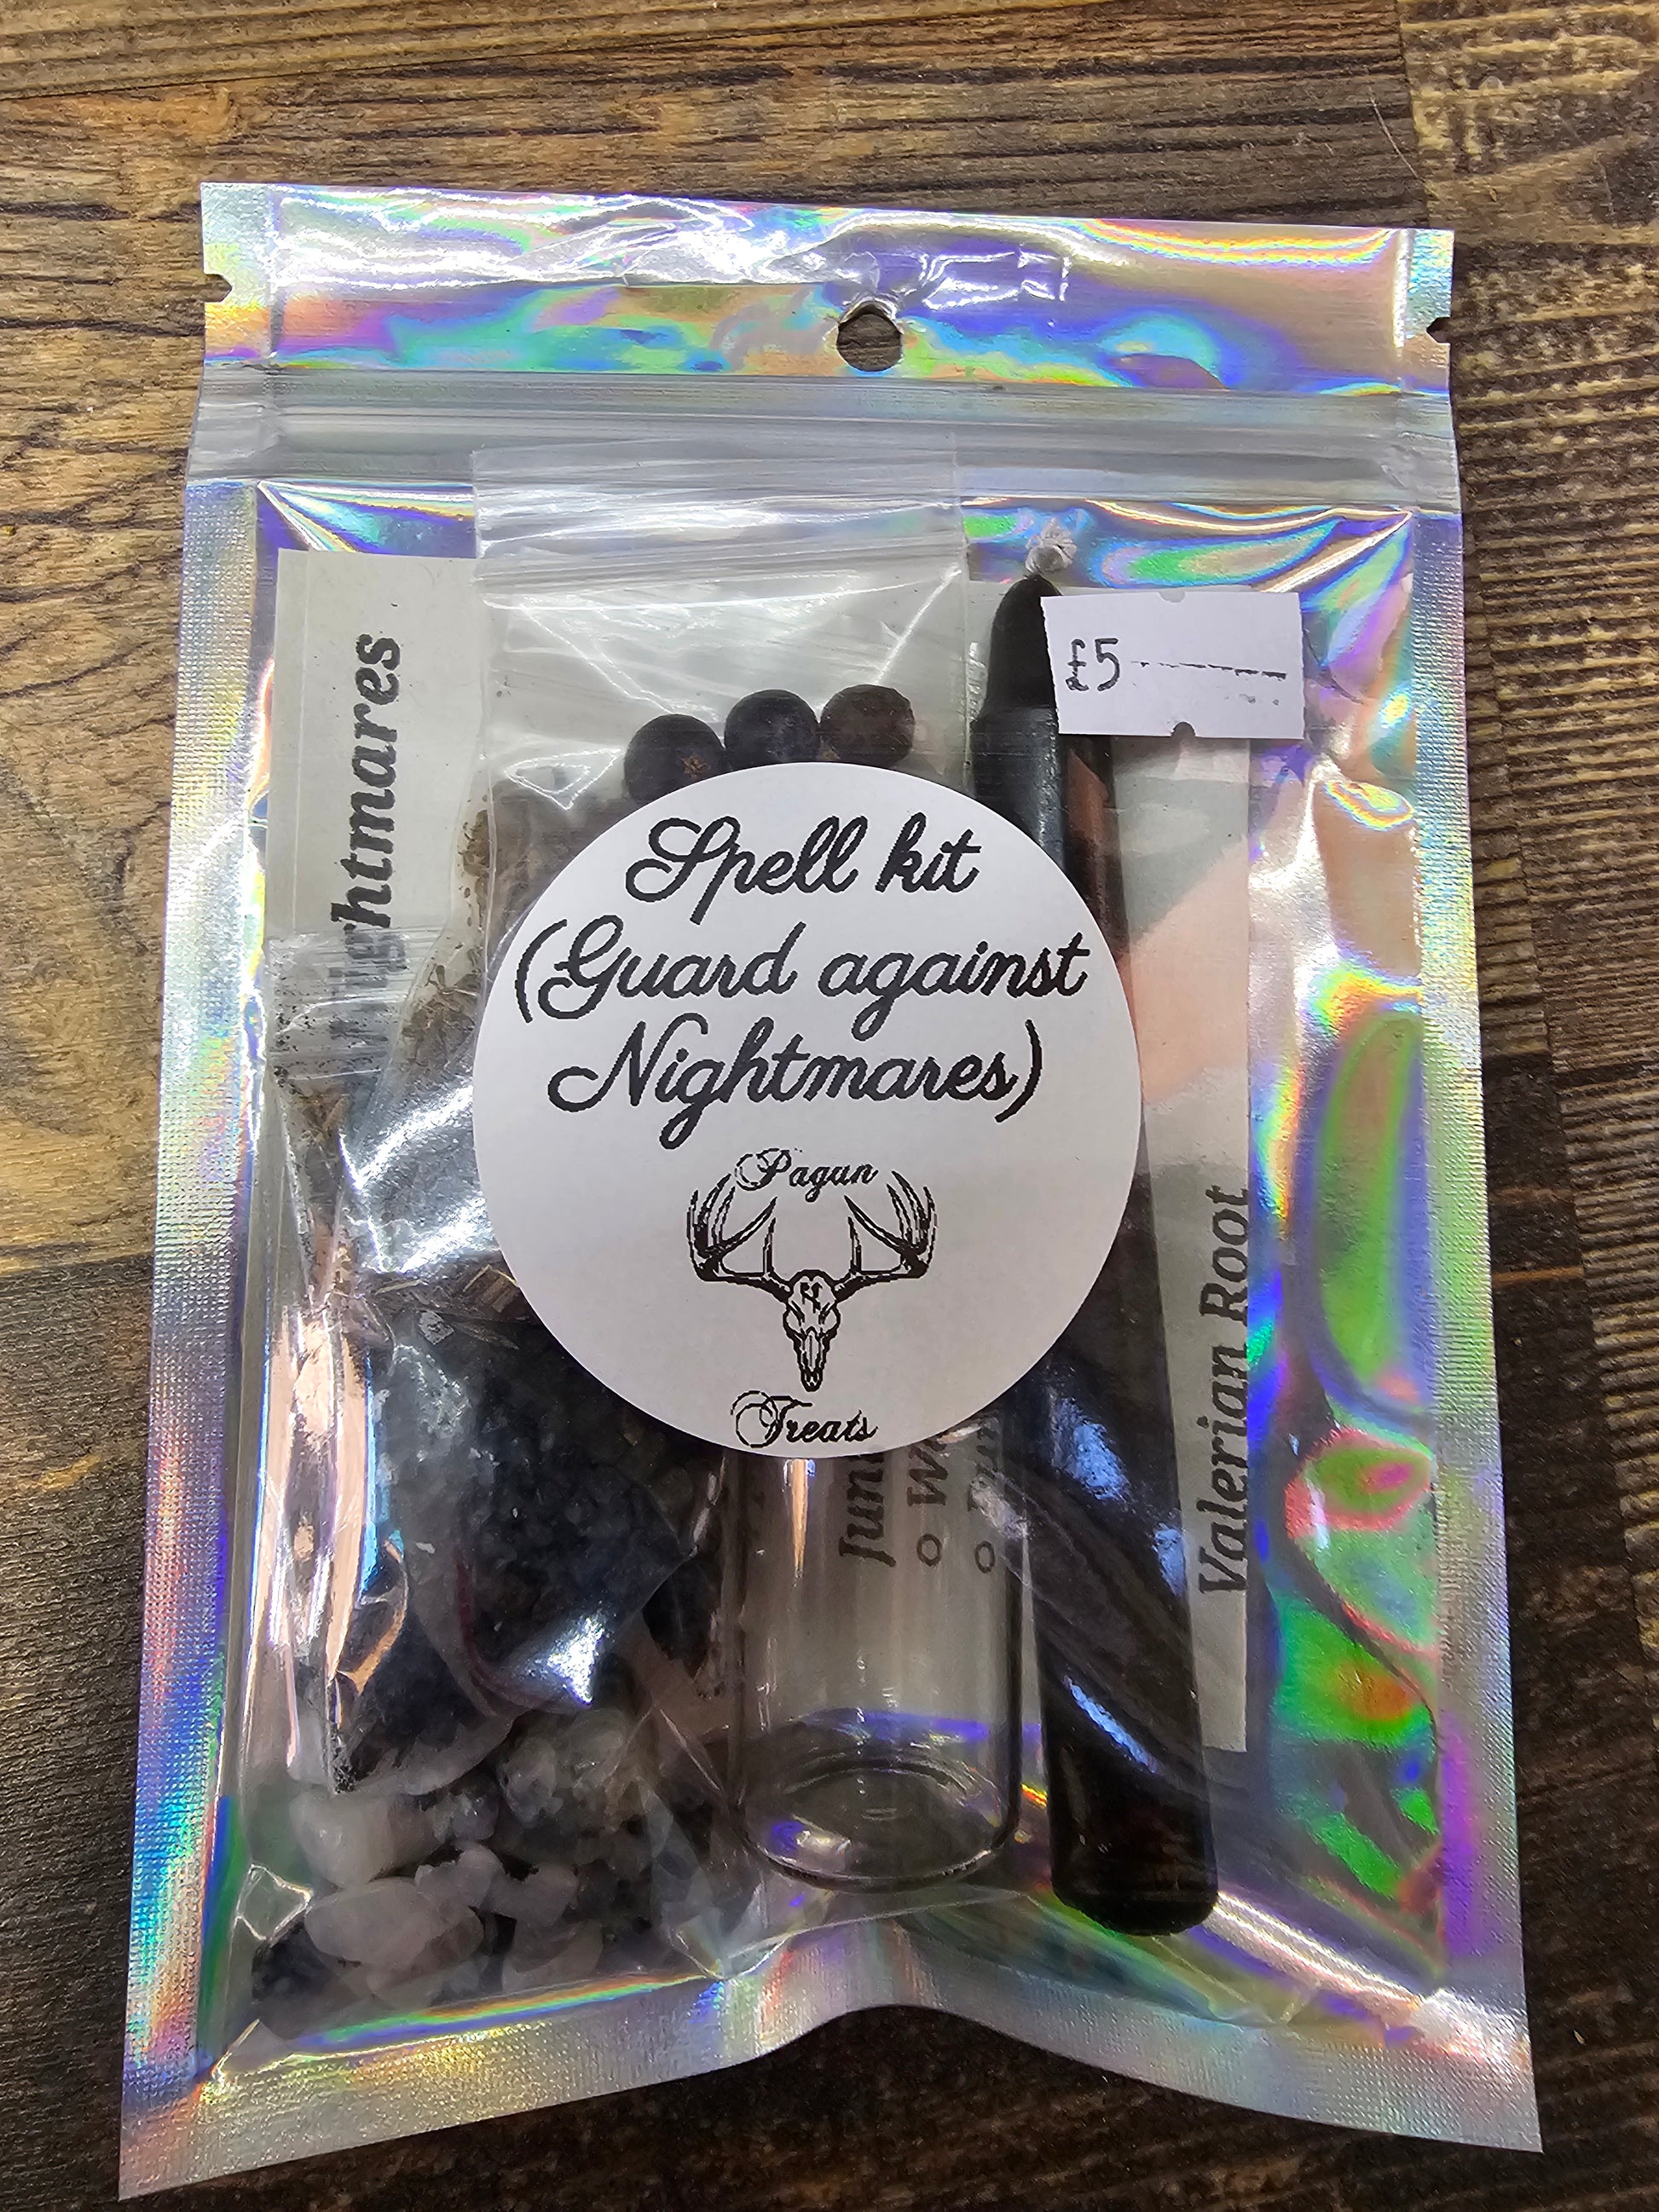 £5
Spell kit
(Guard against
Nightmares)
Pagan
Treats
Nightmares
Valerian Root